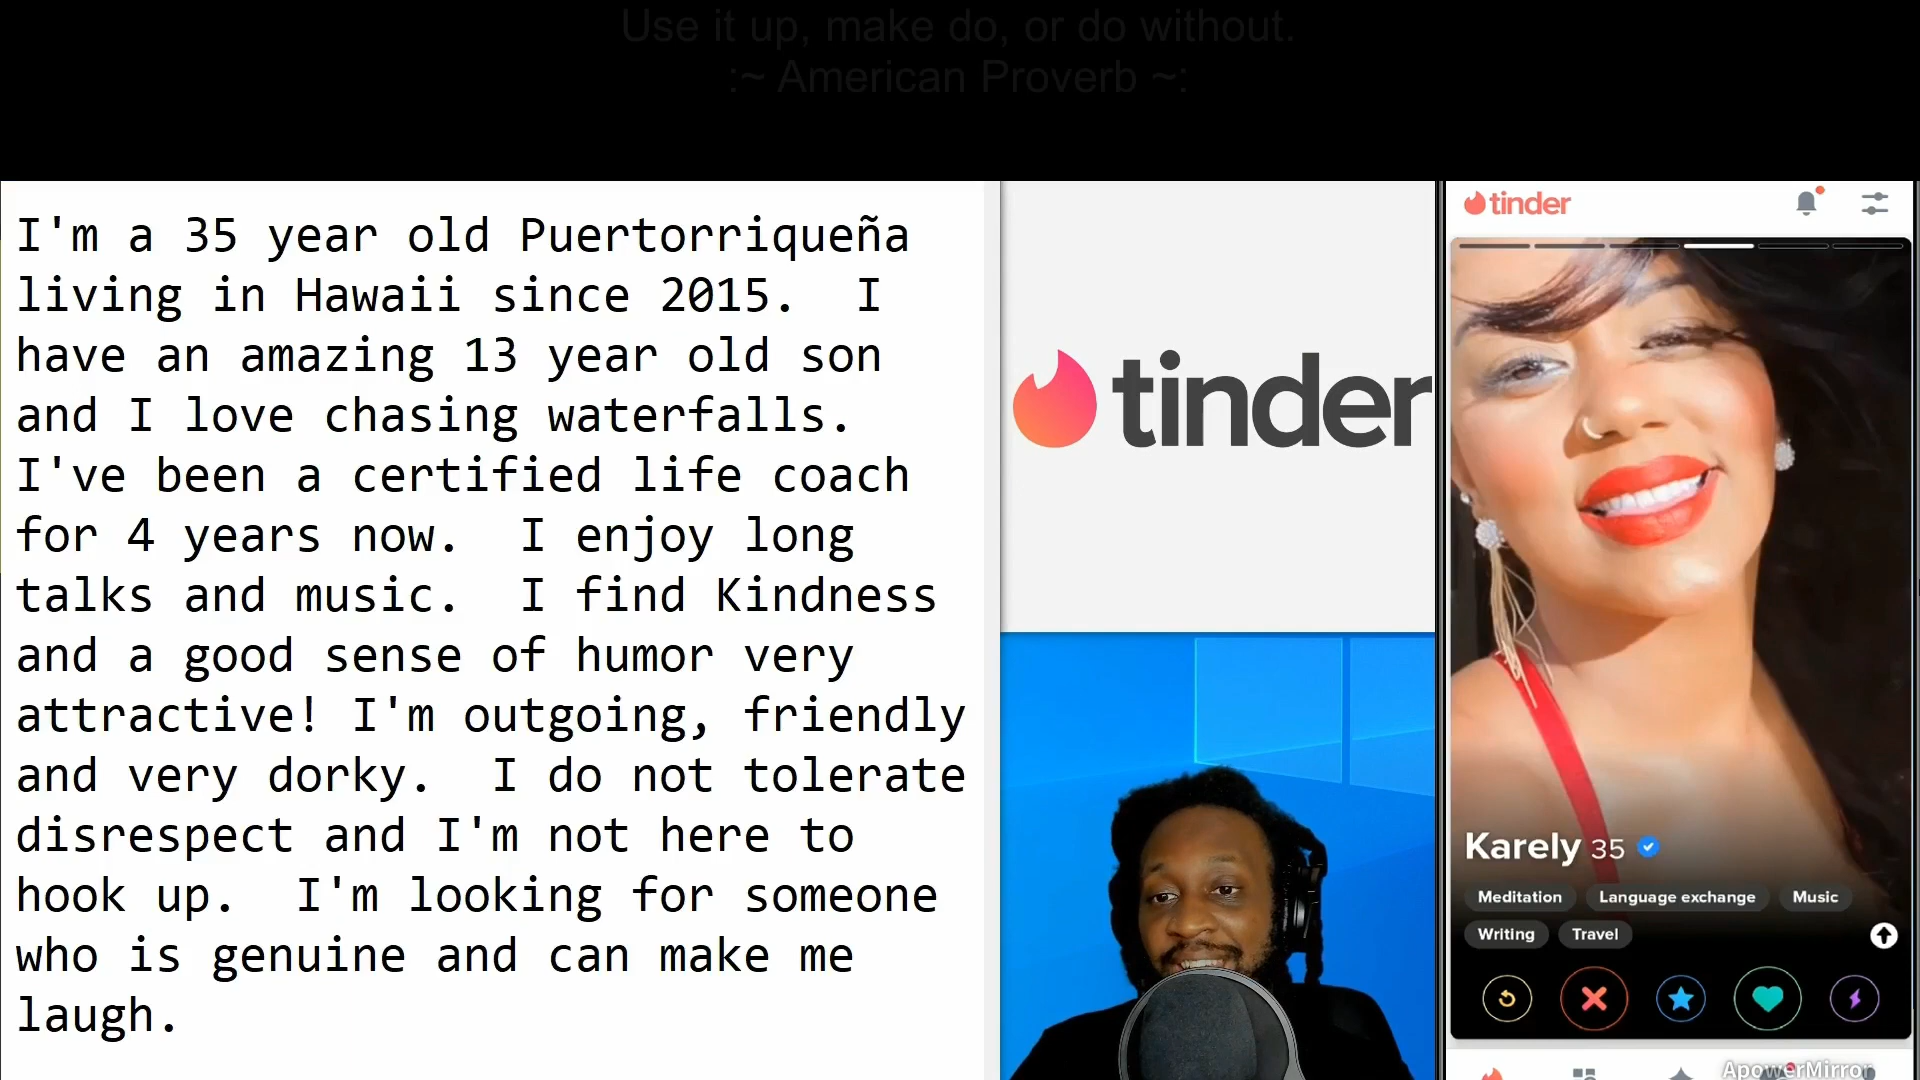 Use it up, make do, or do without.
:~ American Proverb ~:
I'm a 35 year old Puertorriqueña
living in Hawaii since 2015.  I
have an amazing 13 year old son
and I love chasing waterfalls.
I've been a certified life coach
for 4 years now.  I enjoy long
talks and music.  I find Kindness
and a good sense of humor very
attractive! I'm outgoing, friendly
and very dorky.  I do not tolerate
disrespect and I'm not here to
hook up.  I'm looking for someone
who is genuine and can make me
laugh.
tinder
tinder
Karely 35
Meditation Language exchange Music
Writing Travel
ApowerMirror